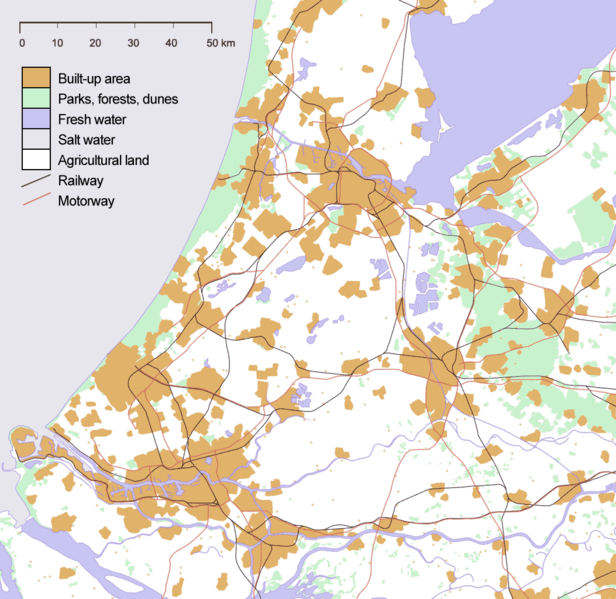 0 10 20 30 40 50 km
Built-up area
Parks, forests, dunes
Fresh water
Salt water
Agricultural land
Railway
Motorway